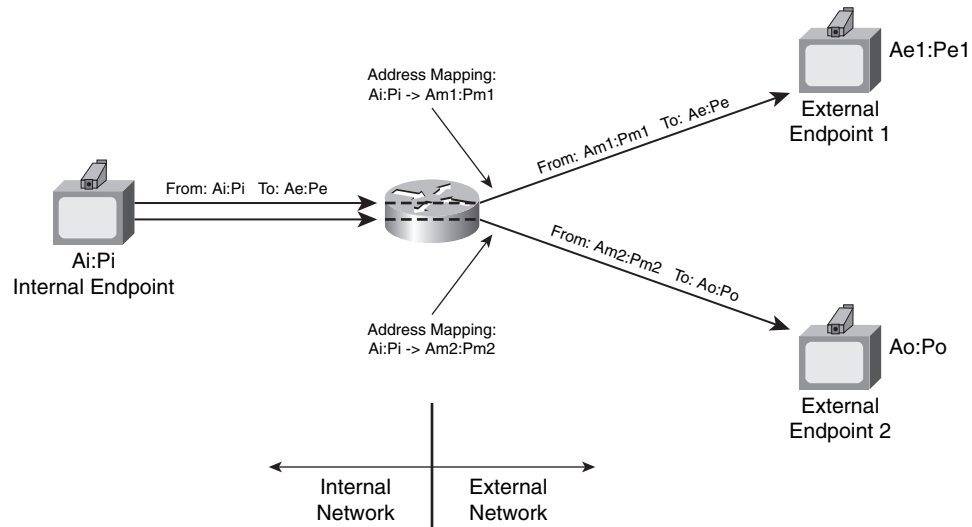 Ae1:Pe1
External
Endpoint 1
Address Mapping:
Ai:Pi -> Am1:Pm1
From: Am1:Pm1 To: Ae:Pe
From: Ai:Pi To: Ae:Pe
Ai:Pi
Internal Endpoint
From: Am2:Pm2 To: Ao:Po
Address Mapping:
Ai:Pi -> Am2:Pm2
Ao:Po
External
Endpoint 2
Internal
Network
External
Network